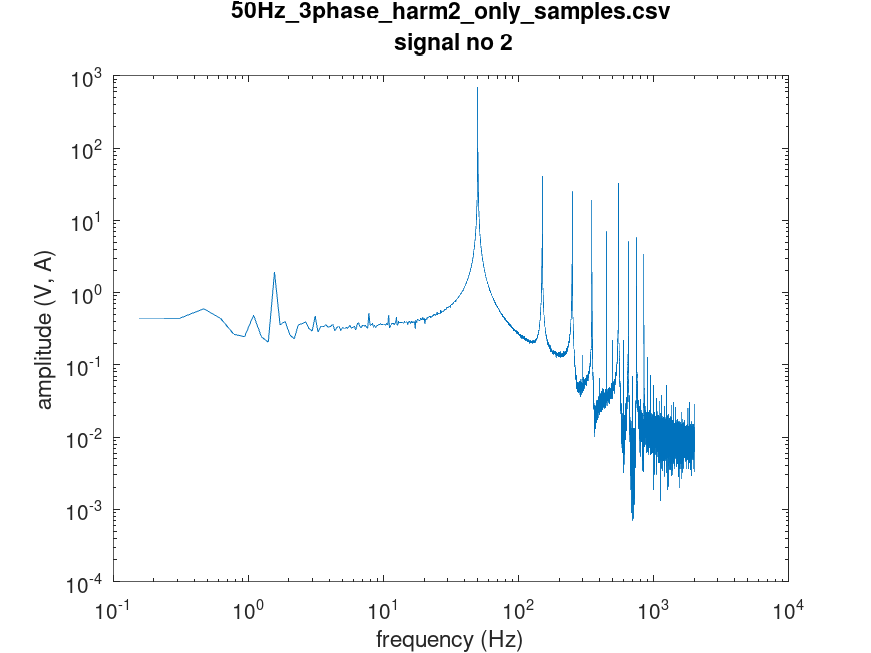 50Hz_3phase_harm2_only_samples.csv
signal no 2
amplitude (V, A)
10^3
10^2
10^1
10^0
10^-1
10^-2
10^-3
10^-4
10^-1 10^0 10^1 10^2 10^3 10^4
frequency (Hz)